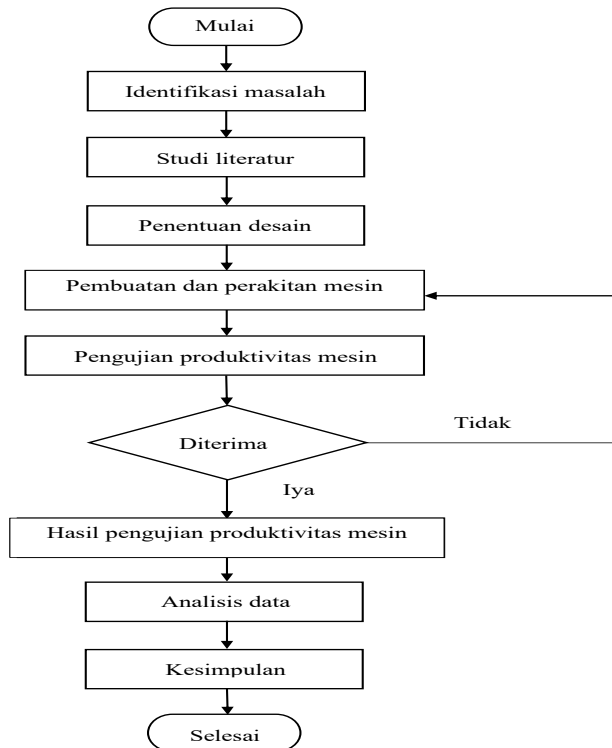 Mulai
Identifikasi masalah
Studi literatur
Penentuan desain
Pembuatan dan perakitan mesin
Pengujian produktivitas mesin
Diterima
Tidak
Iya
Hasil pengujian produktivitas mesin
Analisis data
Kesimpulan
Selesai